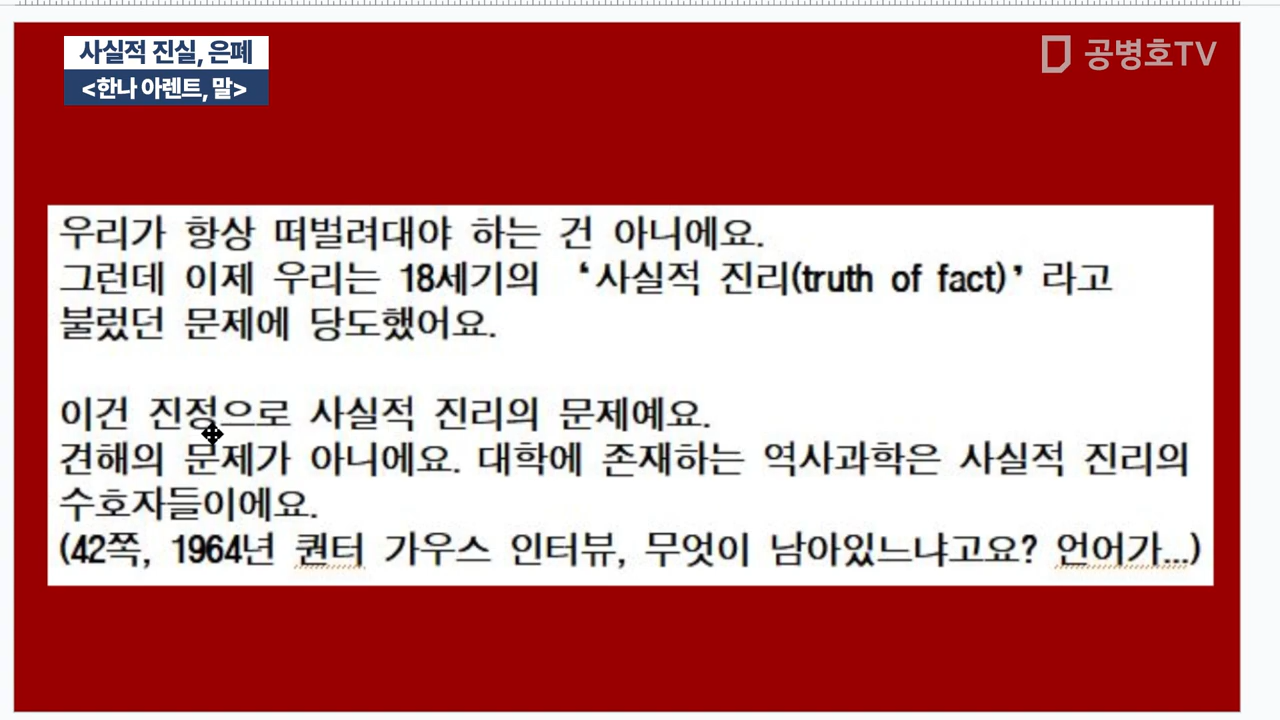 사실적 진실, 은폐
<한나 아렌트, 말>
공병호TV
우리가 항상 떠벌려대야 하는 건 아니에요.
그런데 이제 우리는 18세기의 ‘사실적 진리(truth of fact)’라고
불렀던 문제에 당도했어요.
이건 진정으로 사실적 진리의 문제예요.
견해의 문제가 아니에요. 대학에 존재하는 역사과학은 사실적 진리의
수호자들이에요.
(42쪽, 1964년 퀀터 가우스 인터뷰, 무엇이 남아있느냐고요? 언어가...)